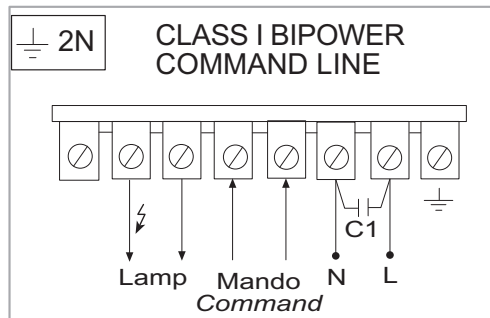 2N
CLASS I BIPOWER
COMMAND LINE
C1
Lamp
Mando
N
L
Command